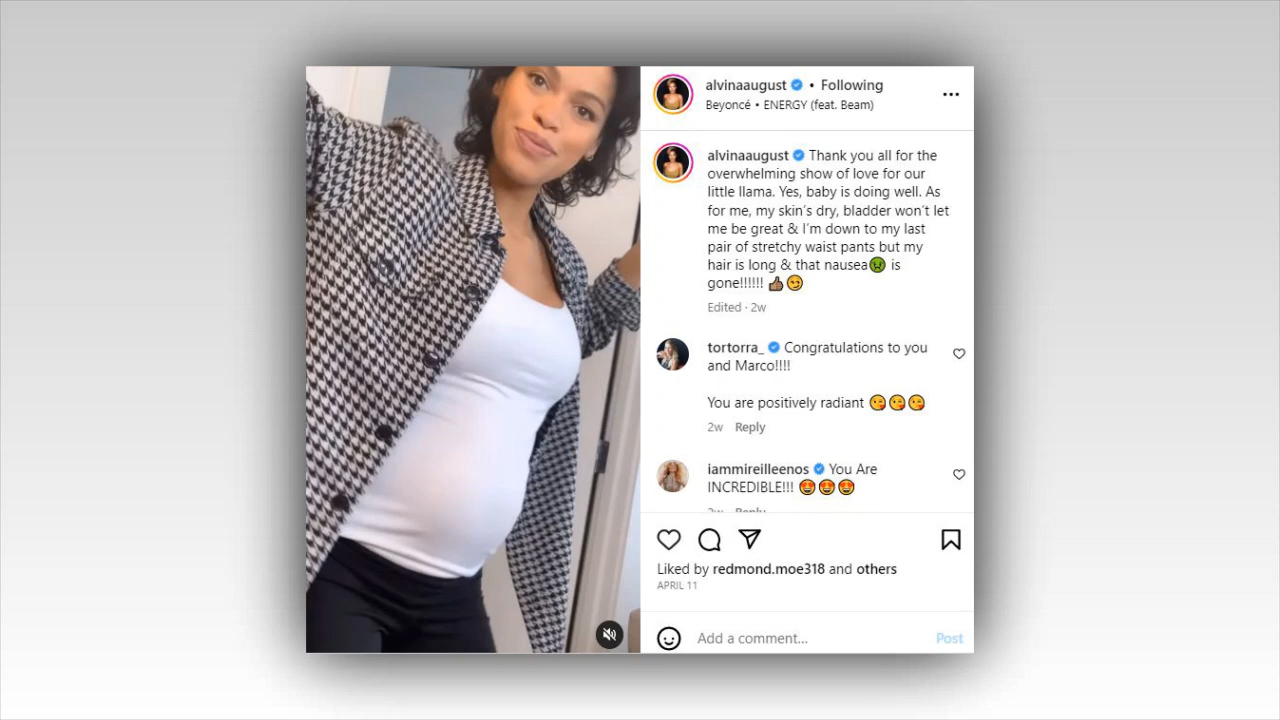 alvinaaugust • Following
Beyoncé • ENERGY (feat. Beam)
alvinaaugust Thank you all for the
overwhelming show of love for our
little llama. Yes, baby is doing well. As
for me, my skin's dry, bladder won't let
me be great & I'm down to my last
pair of stretchy waist pants but my
hair is long & that nausea🤢 is
gone!!!!!! 👍🏽😏
Edited · 2w
tortorra_ Congratulations to you
and Marco!!!!
You are positively radiant 😘😘😘
2w Reply
iammireilleenos You Are
INCREDIBLE!!! 😍😍😍
2w Reply
Liked by redmond.moe318 and others
APRIL 11
Add a comment... Post